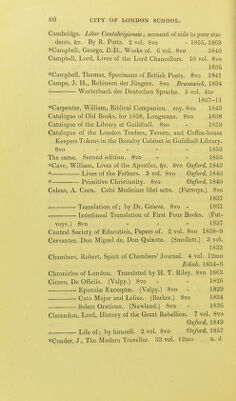 80 CITY OF LONDON SCHOOL.
Cambridge. Liber Cantabrigiensis; account of aids to poor stu-
dents, &c. By R. Potts. 2 vol. 8vo - 1855, 1863
*Campbell, George, D.D., Works of. 6 vol. 8vo 1840
Campbell, Lord, Lives of the Lord Chancellors. 10 vol. 8vo
1856
*Campbell, Thomas, Specimens of British Poets. 8vo 1841
Campe, J. H., Robinson der Jüngere. 8vo Brunswick, 1834
——— Worterbuch der Deutschen Sprache. 5 vol. 4to
1807–11
*Carpenter, William, Biblical Companion. roy. 8vo 1843
Catalogue of Old Books, for 1838, Longmans. 8vo 1838
Catalogue of the Library at Guildhall. 8vo - 1859
Catalogue of the London Traders, Tavern, and Coffee-house
Keepers Tokens in the Beaufoy Cabinet in Guildhall Library.
8vo - - - - - 1853
The same. Second edition. 8vo - - 1855
*Cave, William, Lives of the Apostles, &c. 8vo Oxford, 1840
*——— Lives of the Fathers. 3 vol. 8vo Oxford, 1840
——— Primitive Christianity. 8vo Oxford, 1840
Celsus, A. Corn. Celsi Medicinæ libri octo. (Futvoye.) 8vo
1837
——— Translation of; by Dr. Grieve. 8vo - 1837
——— Interlineal Translation of First Four Books. (Fut-
voye.) 8vo - - - - 1837
Central Society of Education, Papers of. 2 vol. 8vo 1838–9
Cervantes, Don Miguel de, Don Quixote. (Smollett.) 3 vol.
1833
Chambers, Robert, Spirit of Chambers' Journal. 4 vol. 12mo
Edinb. 1834–6
Chronicles of London. Translated by H. T. Riley. 8vo 1863
Cicero, De Officiis. (Valpy.) 8vo - - 1826
——— Epistolæ Excerptæ. (Valpy.) 8vo - 1829
——— Cato Major and Lelius. (Barker.) 8vo 1834
——— Select Orations. (Newland.) 8vo - 1836
Clarendon, Lord, History of the Great Rebellion. 7 vol. 8vo
Oxford, 1849
——— Life of; by himself. 2 vol. 8vo Oxford, 1857
*Conder, J., The Modern Traveller. 33 vol. 12mo n. d.